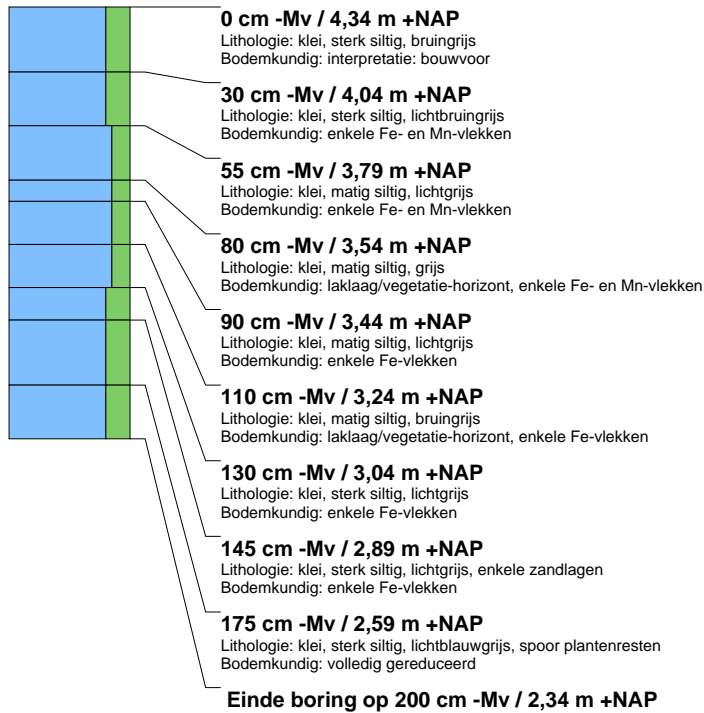 0 cm -Mv / 4,34 m +NAP
Lithologie: klei, sterk siltig, bruingrijs
Bodemkundig: interpretatie: bouwvoor
30 cm -Mv / 4,04 m +NAP
Lithologie: klei, sterk siltig, lichtbruingrijs
Bodemkundig: enkele Fe- en Mn-vlekken
55 cm -Mv / 3,79 m +NAP
Lithologie: klei, matig siltig, lichtgrijs
Bodemkundig: enkele Fe- en Mn-vlekken
80 cm -Mv / 3,54 m +NAP
Lithologie: klei, matig siltig, grijs
Bodemkundig: laklaag/vegetatie-horizont, enkele Fe- en Mn-vlekken
90 cm -Mv / 3,44 m +NAP
Lithologie: klei, matig siltig, lichtgrijs
Bodemkundig: enkele Fe-vlekken
110 cm -Mv / 3,24 m +NAP
Lithologie: klei, matig siltig, bruingrijs
Bodemkundig: laklaag/vegetatie-horizont, enkele Fe-vlekken
130 cm -Mv / 3,04 m +NAP
Lithologie: klei, sterk siltig, lichtgrijs
Bodemkundig: enkele Fe-vlekken
145 cm -Mv / 2,89 m +NAP
Lithologie: klei, sterk siltig, lichtgrijs, enkele zandlagen
Bodemkundig: enkele Fe-vlekken
175 cm -Mv / 2,59 m +NAP
Lithologie: klei, sterk siltig, lichtblauwgrijs, spoor plantenresten
Bodemkundig: volledig gereduceerd
Einde boring op 200 cm -Mv / 2,34 m +NAP